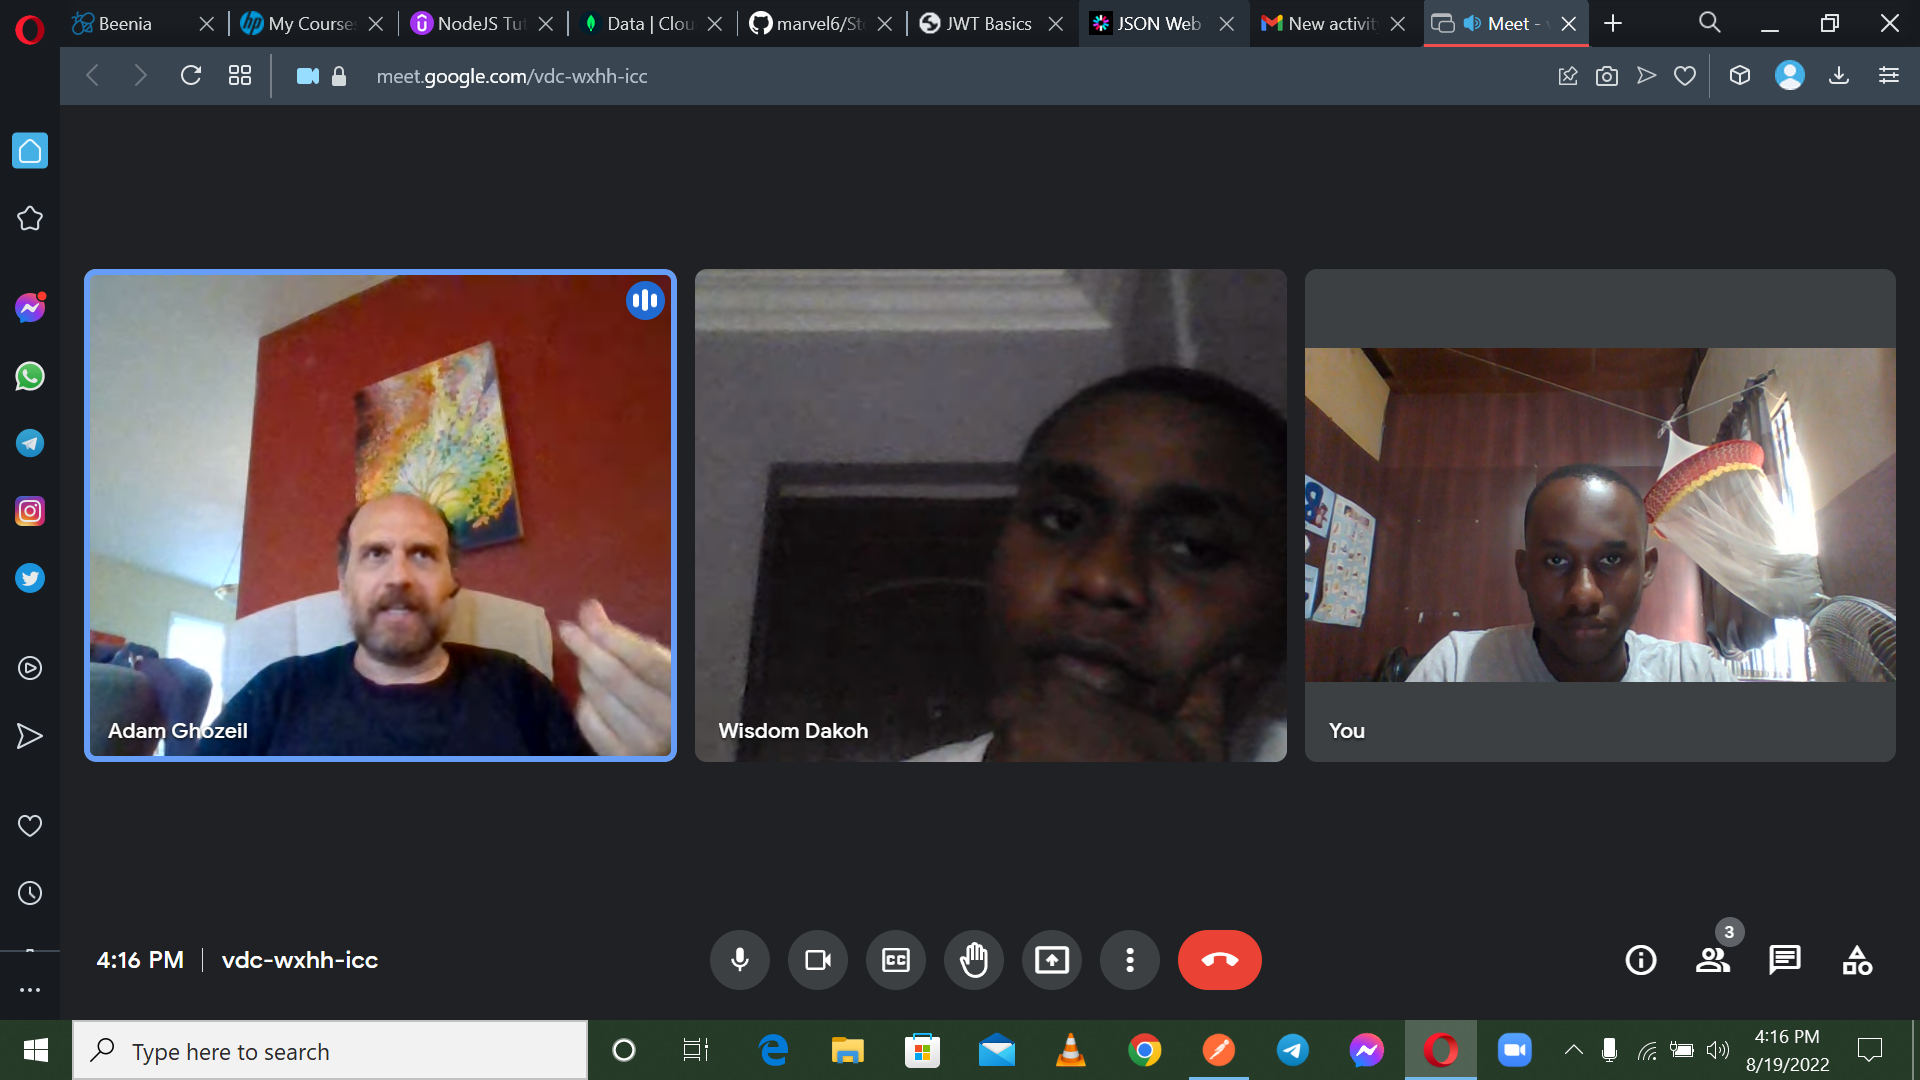 Beenia
My Course
NodeJS Tut
Data | Clou
marvel6/Sto
JWT Basics
JSON Web
New activit
Meet -
meet.google.com/vdc-wxhh-icc
Adam Ghozeil
Wisdom Dakoh
You
4:16 PM
vdc-wxhh-icc
CC
3
Type here to search
4:16 PM
8/19/2022